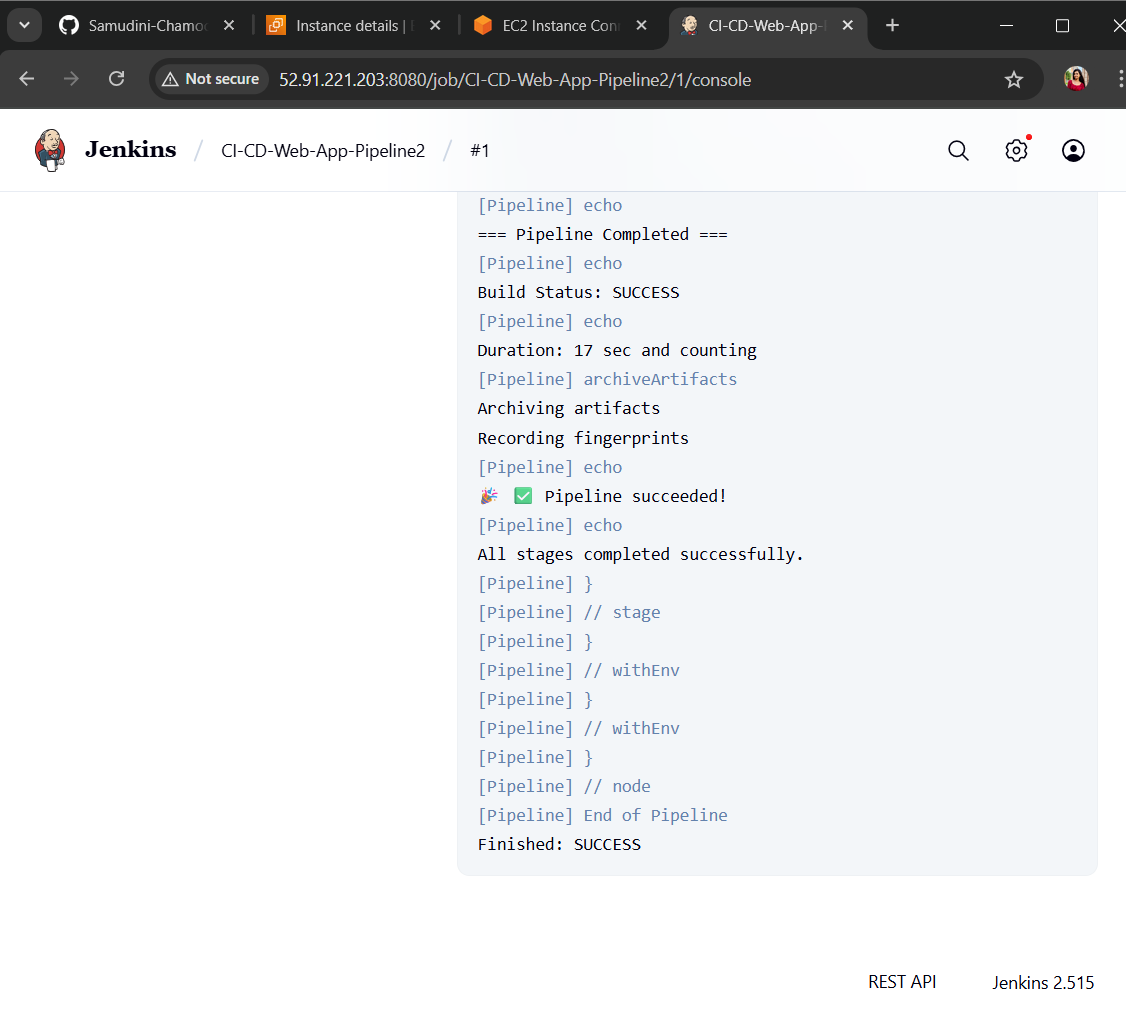 Samudini-Chamo
Instance details |
EC2 Instance Con
CI-CD-Web-App-
Not secure
52.91.221.203:8080/job/CI-CD-Web-App-Pipeline2/1/console
Jenkins / CI-CD-Web-App-Pipeline2 / #1
[Pipeline] echo
=== Pipeline Completed ===
[Pipeline] echo
Build Status: SUCCESS
[Pipeline] echo
Duration: 17 sec and counting
[Pipeline] archiveArtifacts
Archiving artifacts
Recording fingerprints
[Pipeline] echo
🎉 ✅ Pipeline succeeded!
[Pipeline] echo
All stages completed successfully.
[Pipeline] }
[Pipeline] // stage
[Pipeline] }
[Pipeline] // withEnv
[Pipeline] }
[Pipeline] // withEnv
[Pipeline] }
[Pipeline] // node
[Pipeline] End of Pipeline
Finished: SUCCESS
REST API
Jenkins 2.515